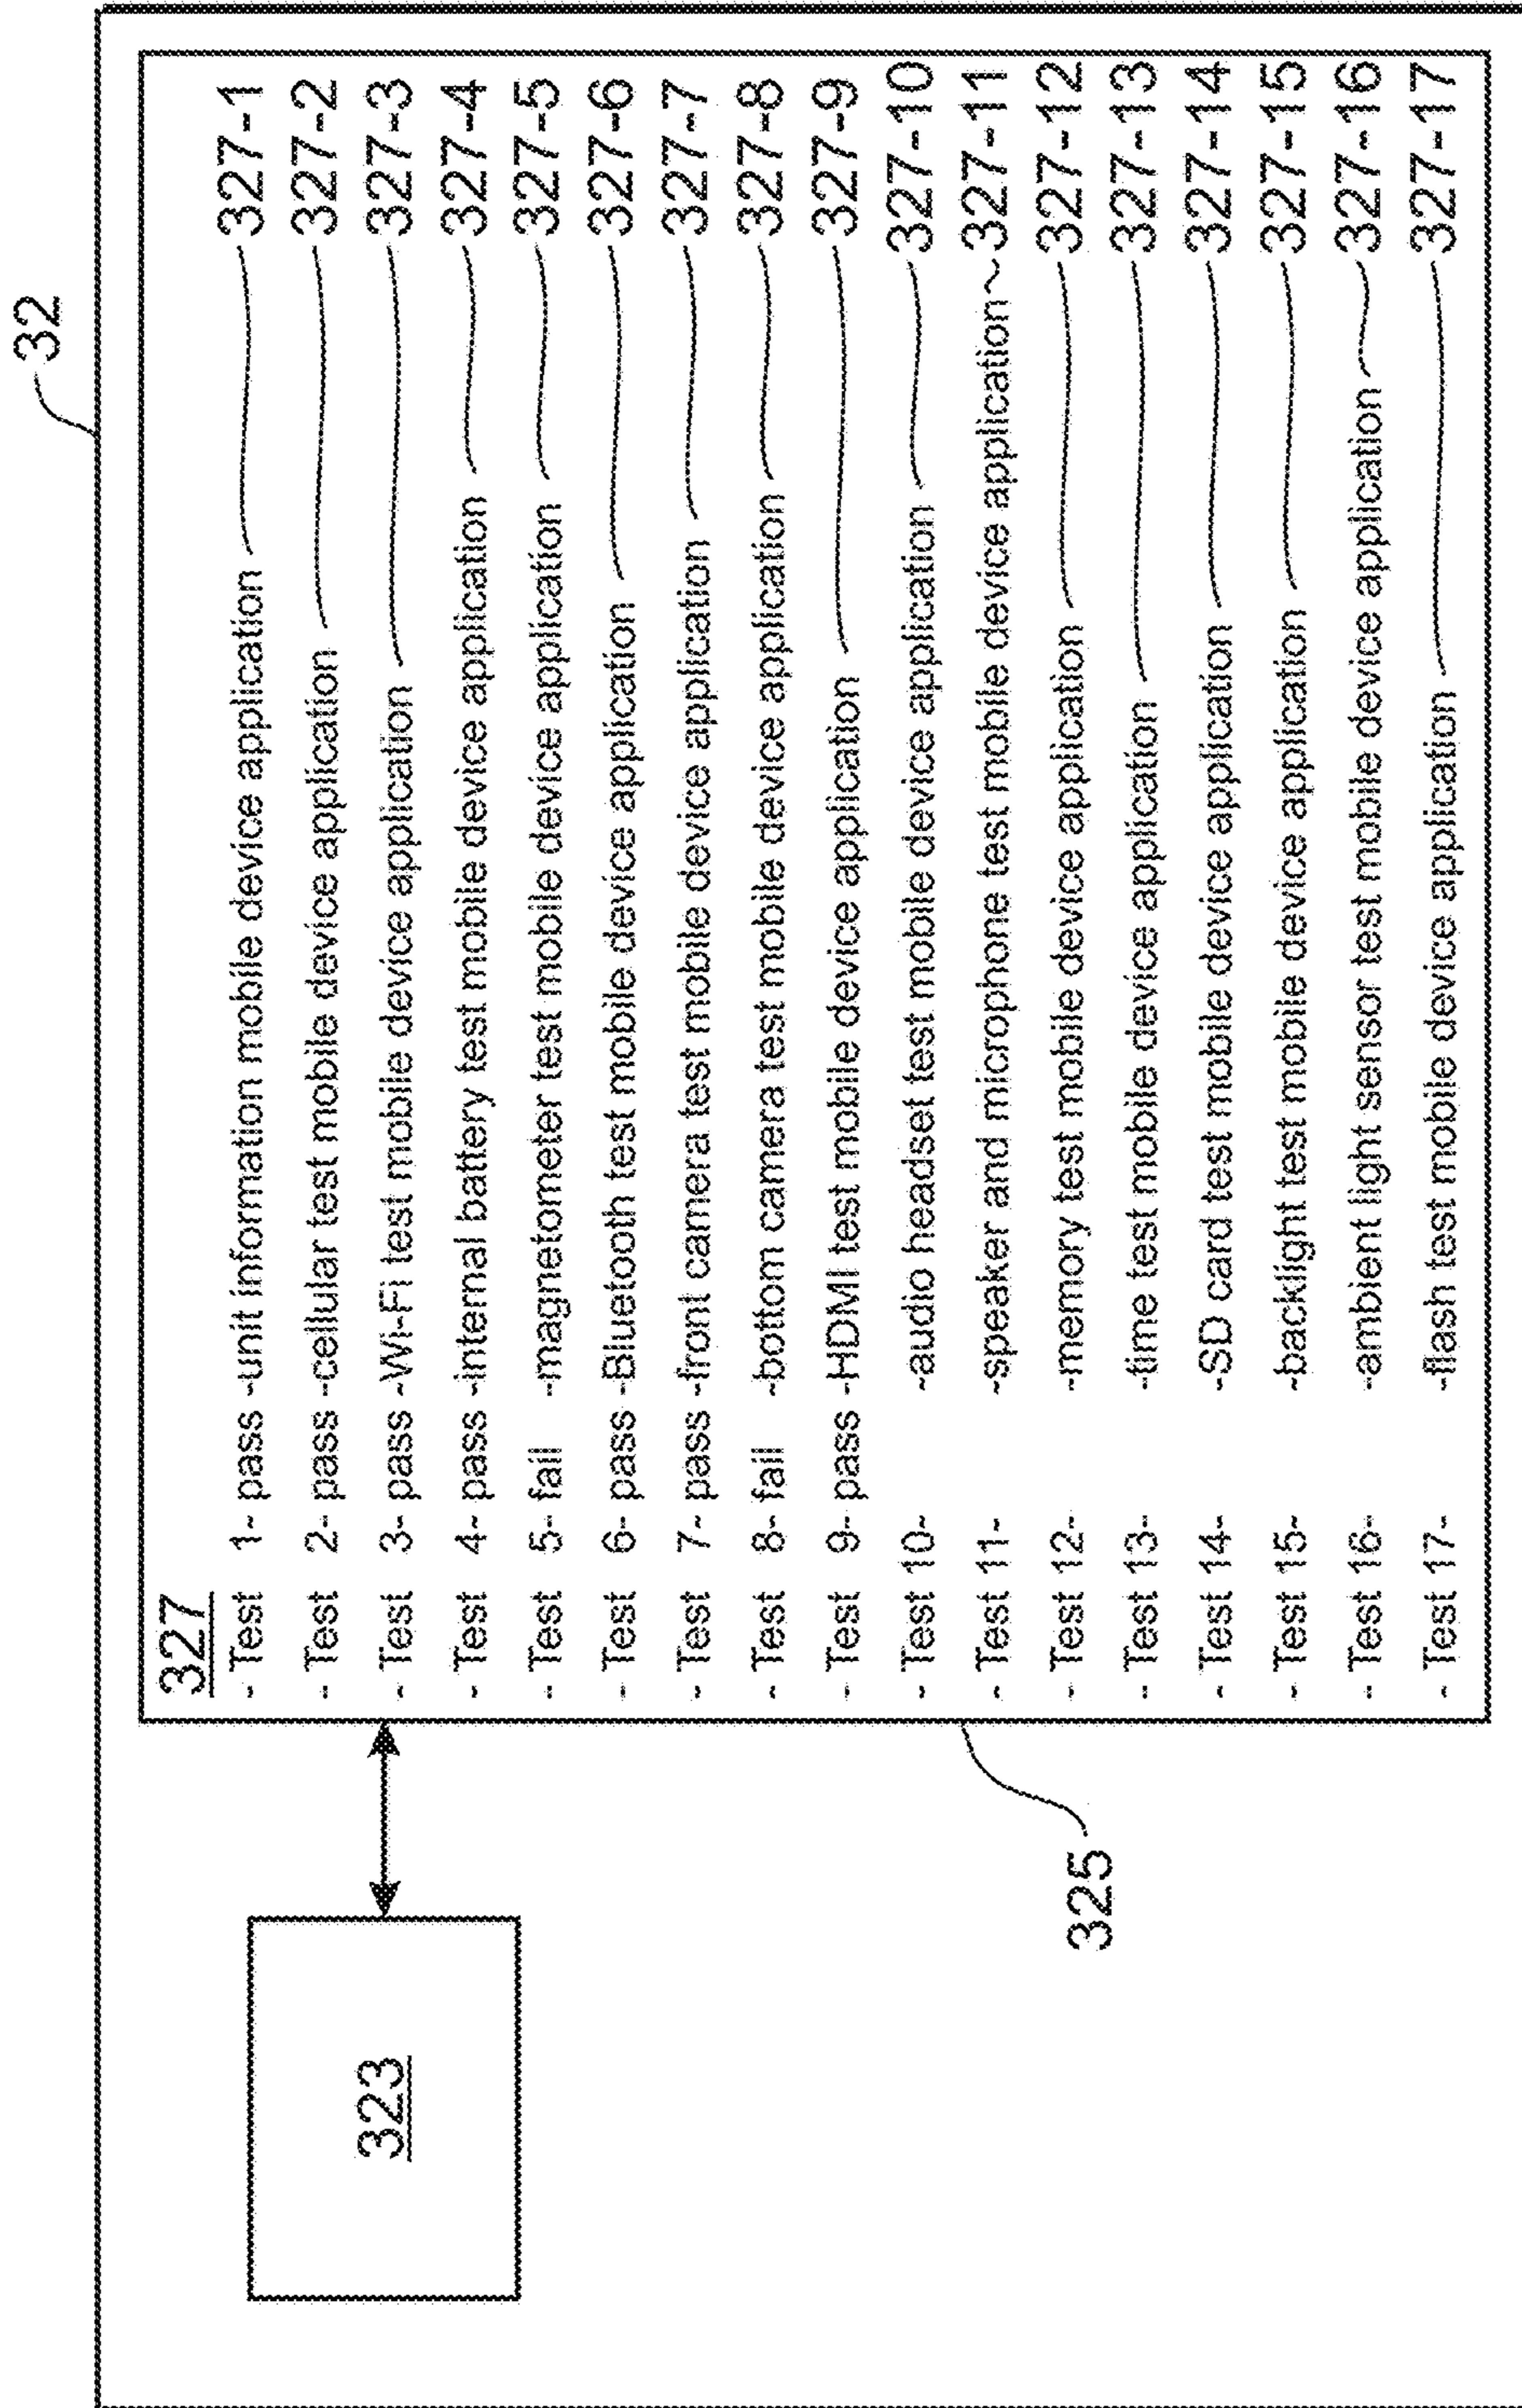 32
327
- Test 1- pass -unit information mobile device application 327-1
- Test 2- pass -cellular test mobile device application 327-2
- Test 3- pass -Wi-Fi test mobile device application 327-3
- Test 4- pass -internal battery test mobile device application 327-4
- Test 5- fail -magnetometer test mobile device application 327-5
- Test 6- pass -Bluetooth test mobile device application 327-6
- Test 7- pass -front camera test mobile device application 327-7
- Test 8- fail -bottom camera test mobile device application 327-8
- Test 9- pass -HDMI test mobile device application 327-9
- Test 10- -audio headset test mobile device application 327-10
- Test 11- -speaker and microphone test mobile device application 327-11
- Test 12- -memory test mobile device application 327-12
- Test 13- -time test mobile device application 327-13
- Test 14- -SD card test mobile device application 327-14
- Test 15- -backlight test mobile device application 327-15
- Test 16- -ambient light sensor test mobile device application 327-16
- Test 17- -flash test mobile device application 327-17
323
325